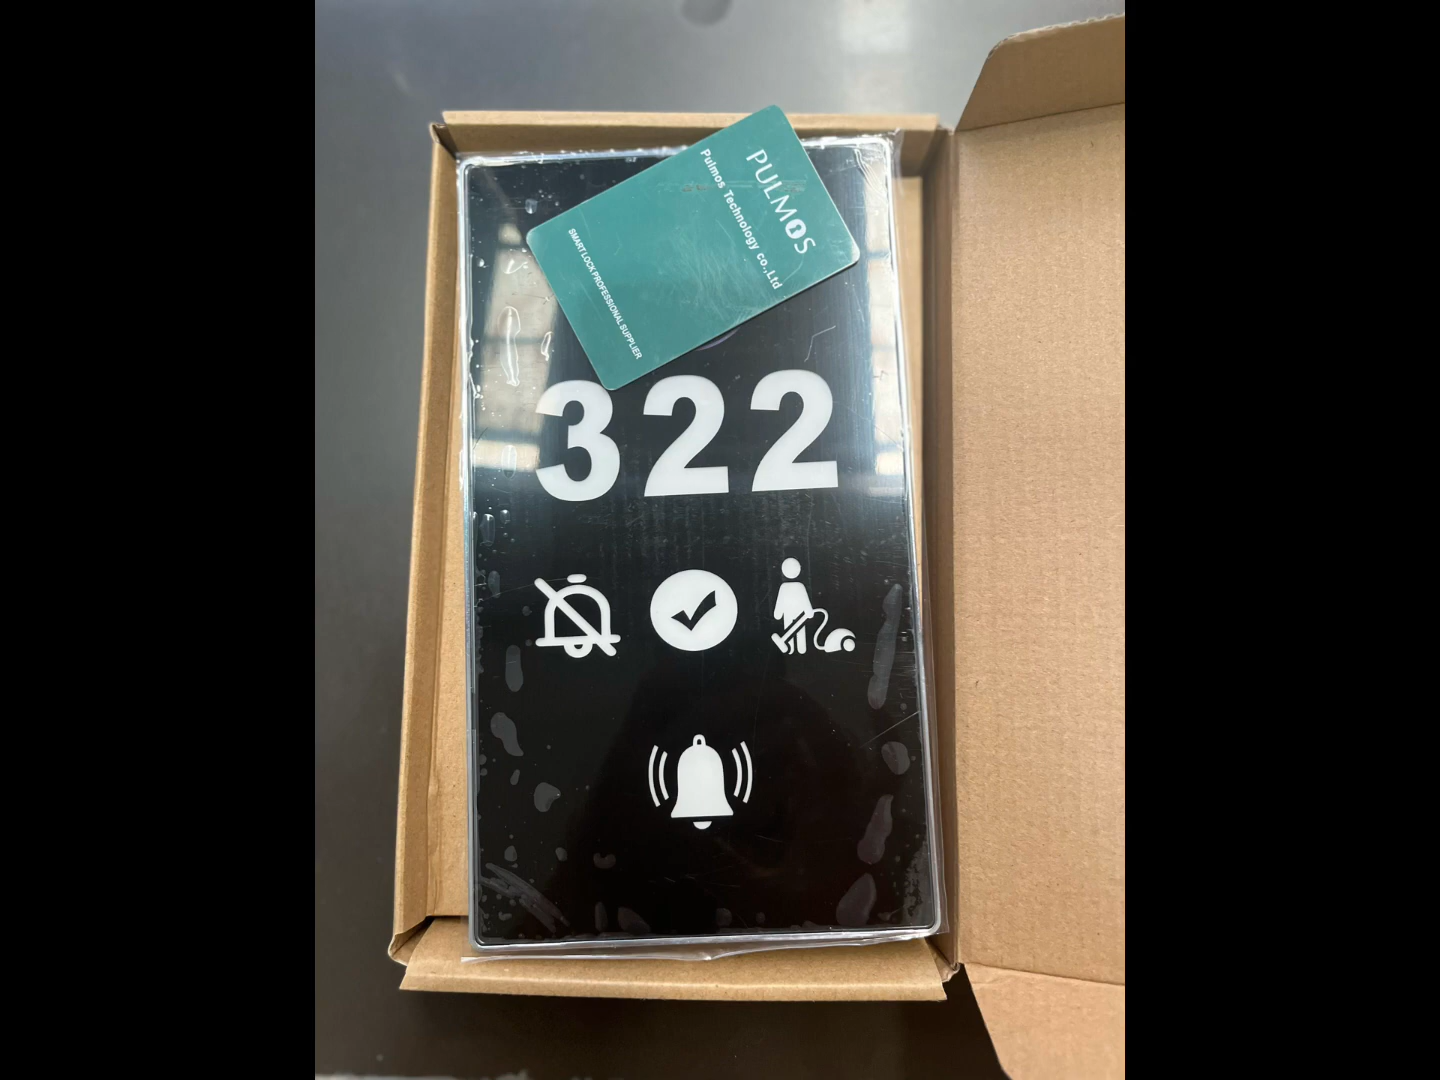 PULMOS
Pulmos Technology co.,Ltd
SMART LOCK PROFESSIONAL SUPPLIER
322